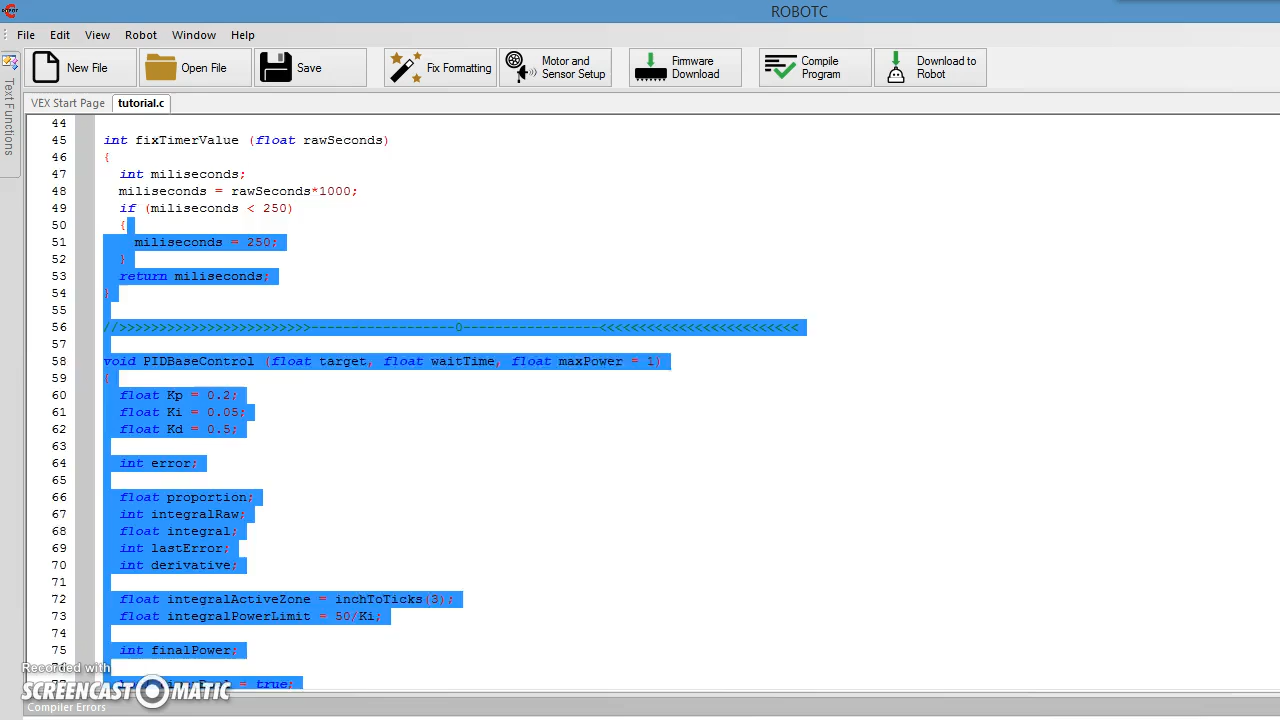 ROBOTC
File Edit View Robot Window Help
New File Open File Save Fix Formatting Motor and Sensor Setup Firmware Download Compile Program Download to Robot
Text Functions
VEX Start Page tutorial.c
44
45 int fixTimerValue (float rawSeconds)
46 {
47 int miliseconds;
48 miliseconds = rawSeconds*1000;
49 if (miliseconds < 250)
50 {
51 miliseconds = 250;
52 }
53 return miliseconds;
54 }
55
56 //>>>>>>>>>>>>>>>>>>>>>>>>------------------0-----------------<<<<<<<<<<<<<<<<<<<<<<<<<
57
58 void PIDBaseControl (float target, float waitTime, float maxPower = 1)
59 {
60 float Kp = 0.2;
61 float Ki = 0.05;
62 float Kd = 0.5;
63
64 int error;
65
66 float proportion;
67 int integralRaw;
68 float integral;
69 int lastError;
70 int derivative;
71
72 float integralActiveZone = inchToTicks(3);
73 float integralPowerLimit = 50/Ki;
74
75 int finalPower;
= true;
Recorded with
SCREENCAST-O-MATIC
Compiler Errors